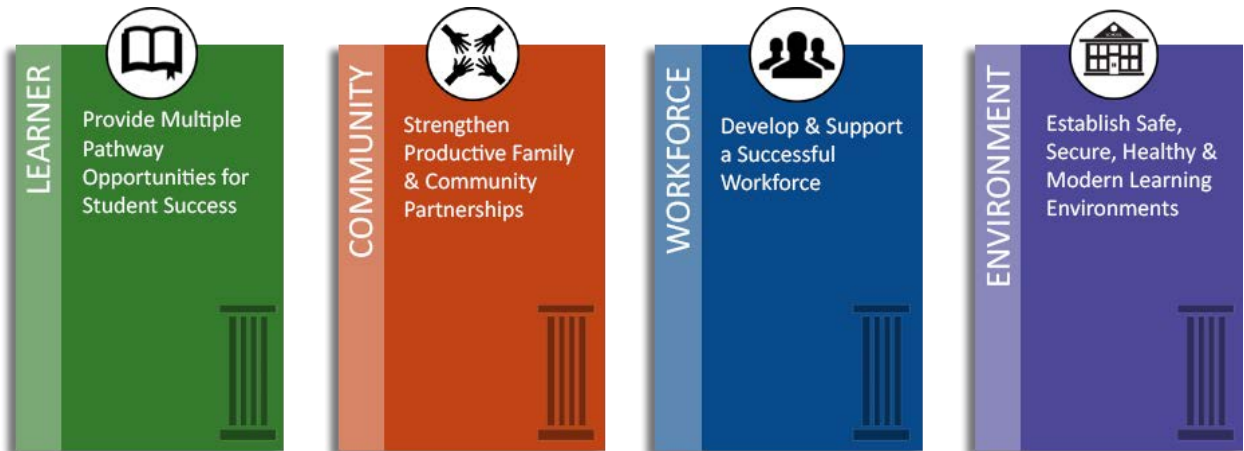 LEARNER
Provide Multiple
Pathway
Opportunities for
Student Success
COMMUNITY
Strengthen
Productive Family
& Community
Partnerships
WORKFORCE
Develop & Support
a Successful
Workforce
ENVIRONMENT
Establish Safe,
Secure, Healthy &
Modern Learning
Environments